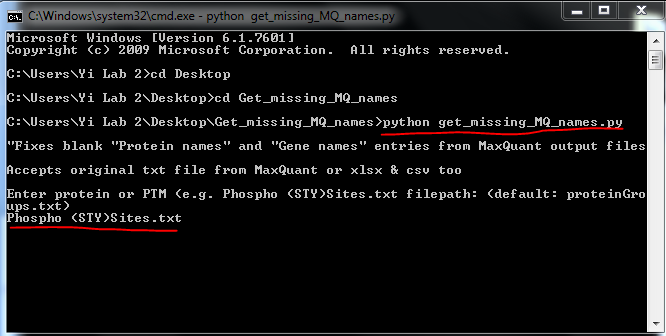 C:\Windows\system32\cmd.exe - python  get_missing_MQ_names.py
Microsoft Windows [Version 6.1.7601]
Copyright (c) 2009 Microsoft Corporation.  All rights reserved.
C:\Users\Yi Lab 2>cd Desktop
C:\Users\Yi Lab 2\Desktop>cd Get_missing_MQ_names
C:\Users\Yi Lab 2\Desktop\Get_missing_MQ_names>python get_missing_MQ_names.py
"Fixes blank "Protein names" and "Gene names" entries from MaxQuant output files
Accepts original txt file from MaxQuant or xlsx & csv too
Enter protein or PTM (e.g. Phospho (STY)Sites.txt filepath: (default: proteinGro
ups.txt)
Phospho (STY)Sites.txt